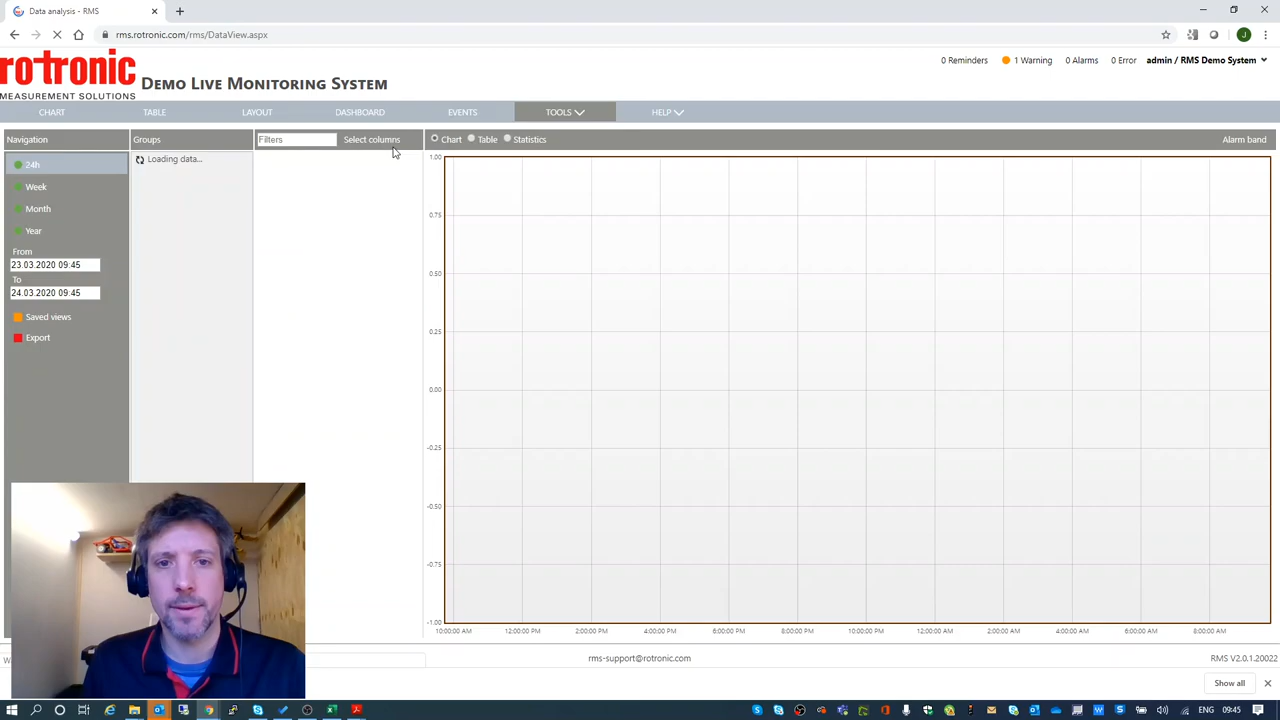 Data analysis - RMS
rms.rotronic.com/rms/DataView.aspx
J
rotronic
MEASUREMENT SOLUTIONS
DEMO LIVE MONITORING SYSTEM
0 Reminders 1 Warning 0 Alarms 0 Error admin / RMS Demo System
CHART TABLE LAYOUT DASHBOARD EVENTS TOOLS HELP
Navigation Groups Filters Select columns Chart Table Statistics Alarm band
24h
Week
Month
Year
From
23.03.2020 09:45
To
24.03.2020 09:45
Saved views
Export
Loading data...
1.00
0.75
0.50
0.25
0.00
-0.25
-0.50
-0.75
-1.00
10:00:00 AM 12:00:00 PM 2:00:00 PM 4:00:00 PM 6:00:00 PM 8:00:00 PM 10:00:00 PM 12:00:00 AM 2:00:00 AM 4:00:00 AM 6:00:00 AM 8:00:00 AM
rms-support@rotronic.com RMS V2.0.1.20022
Show all
ENG 09:45